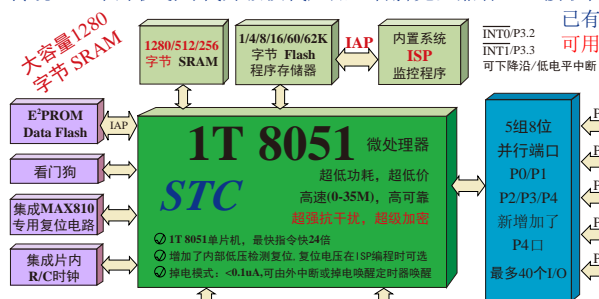 大容量1280
字节 SRAM
1280/512/256
字节 SRAM
1/4/8/16/60/62K
字节 Flash
程序存储器
IAP
内置系统
ISP
监控程序
INT0/P3.2
INT1/P3.3
可下降沿/低电平中断
已有
可用
E²PROM
Data Flash
IAP
看门狗
集成MAX810
专用复位电路
集成片内
R/C时钟
1T 8051 微处理器
STC
超低功耗，超低价
高速(0-35M)，高可靠
超强抗干扰，超级加密
1T 8051单片机，最快指令快24倍
增加了内部低压检测复位, 复位电压在ISP编程时可选
掉电模式：<0.1uA,可由外中断或掉电唤醒定时器唤醒
5组8位
并行端口
P0/P1
P2/P3/P4
新增加了
P4口
最多40个I/O